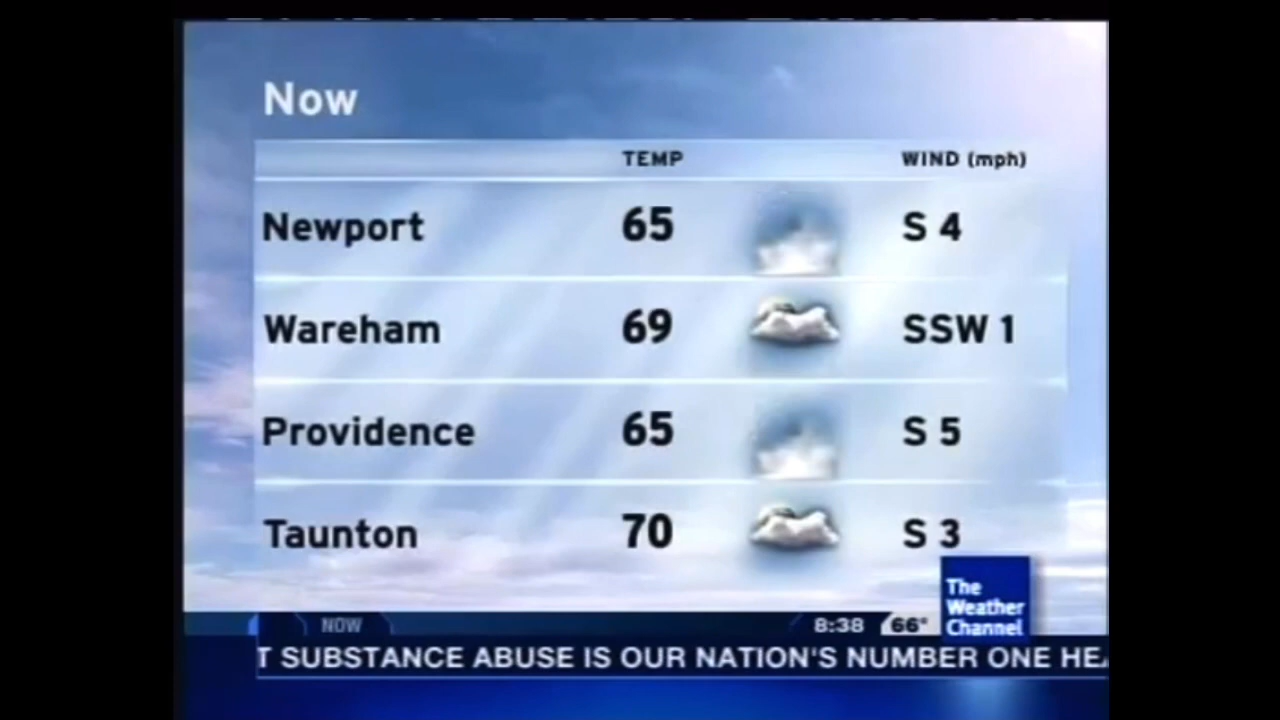 Now
TEMP WIND (mph)
Newport 65 S 4
Wareham 69 SSW 1
Providence 65 S 5
Taunton 70 S 3
The
Weather
Channel
NOW 8:38 66°
T SUBSTANCE ABUSE IS OUR NATION'S NUMBER ONE HEA